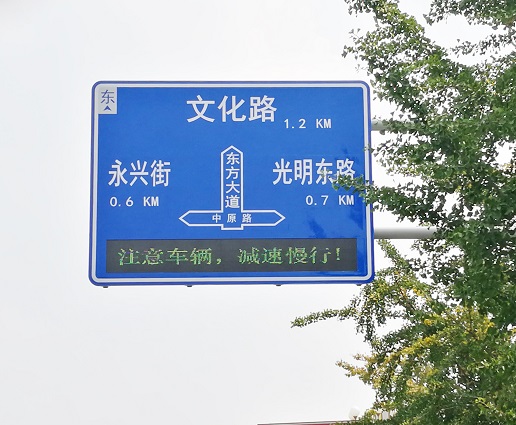 东
文化路
1.2 KM
永兴街
0.6 KM
东方大道
光明东路
0.7 KM
中原路
注意车辆，减速慢行！